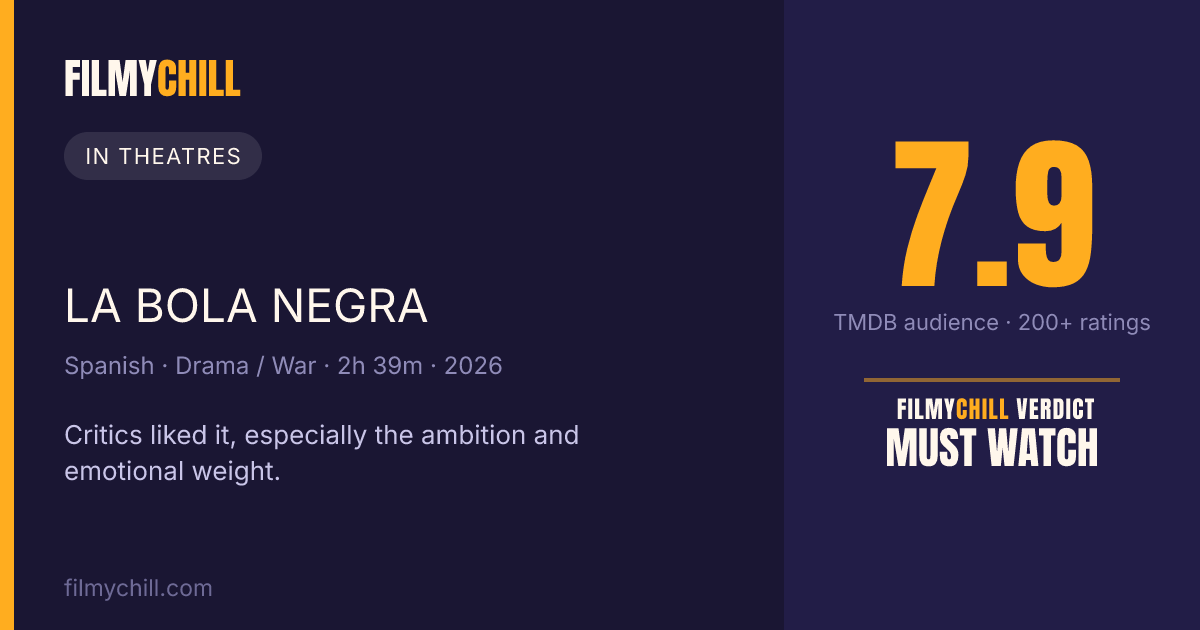 FILMYCHILL
IN THEATRES
LA BOLA NEGRA
Spanish · Drama / War · 2h 39m · 2026
Critics liked it, especially the ambition and
emotional weight.
filmychill.com
7.9
TMDB audience · 200+ ratings
FILMYCHILL VERDICT
MUST WATCH